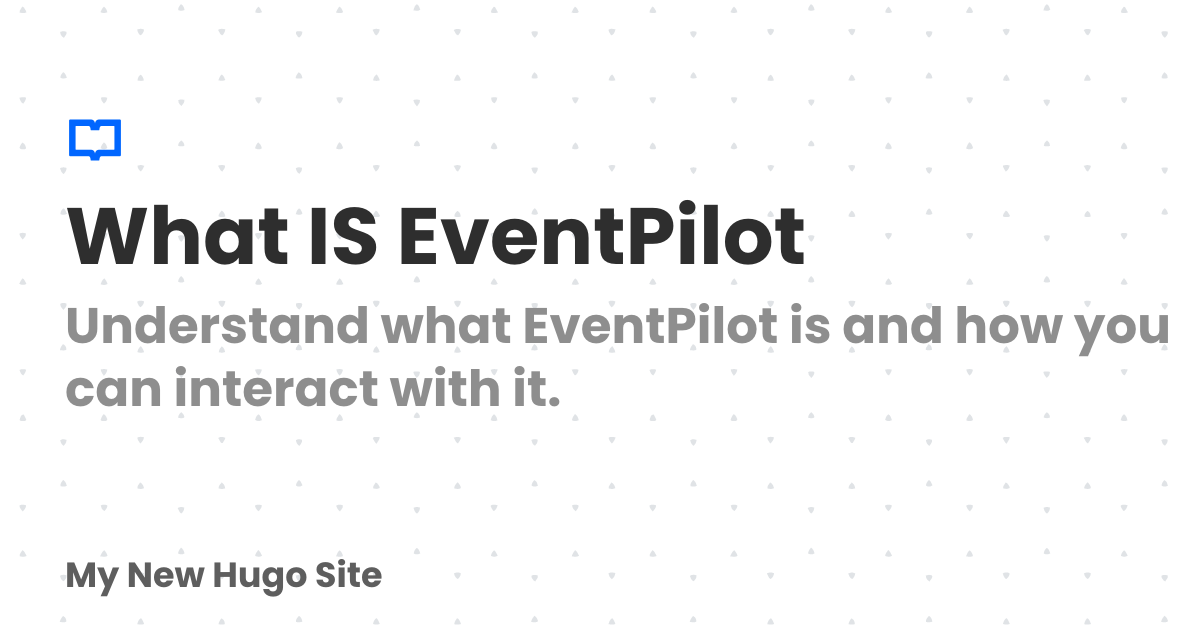 What IS EventPilot
Understand what EventPilot is and how you
can interact with it.
My New Hugo Site